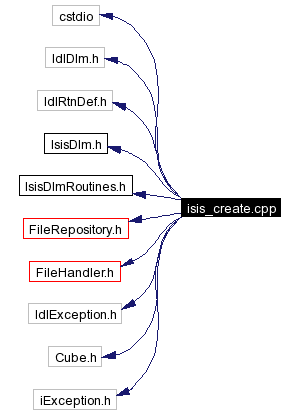 cstdio
IdlDlm.h
IdlRtnDef.h
IsisDlm.h
IsisDlmRoutines.h
isis_create.cpp
FileRepository.h
FileHandler.h
IdlException.h
Cube.h
iException.h